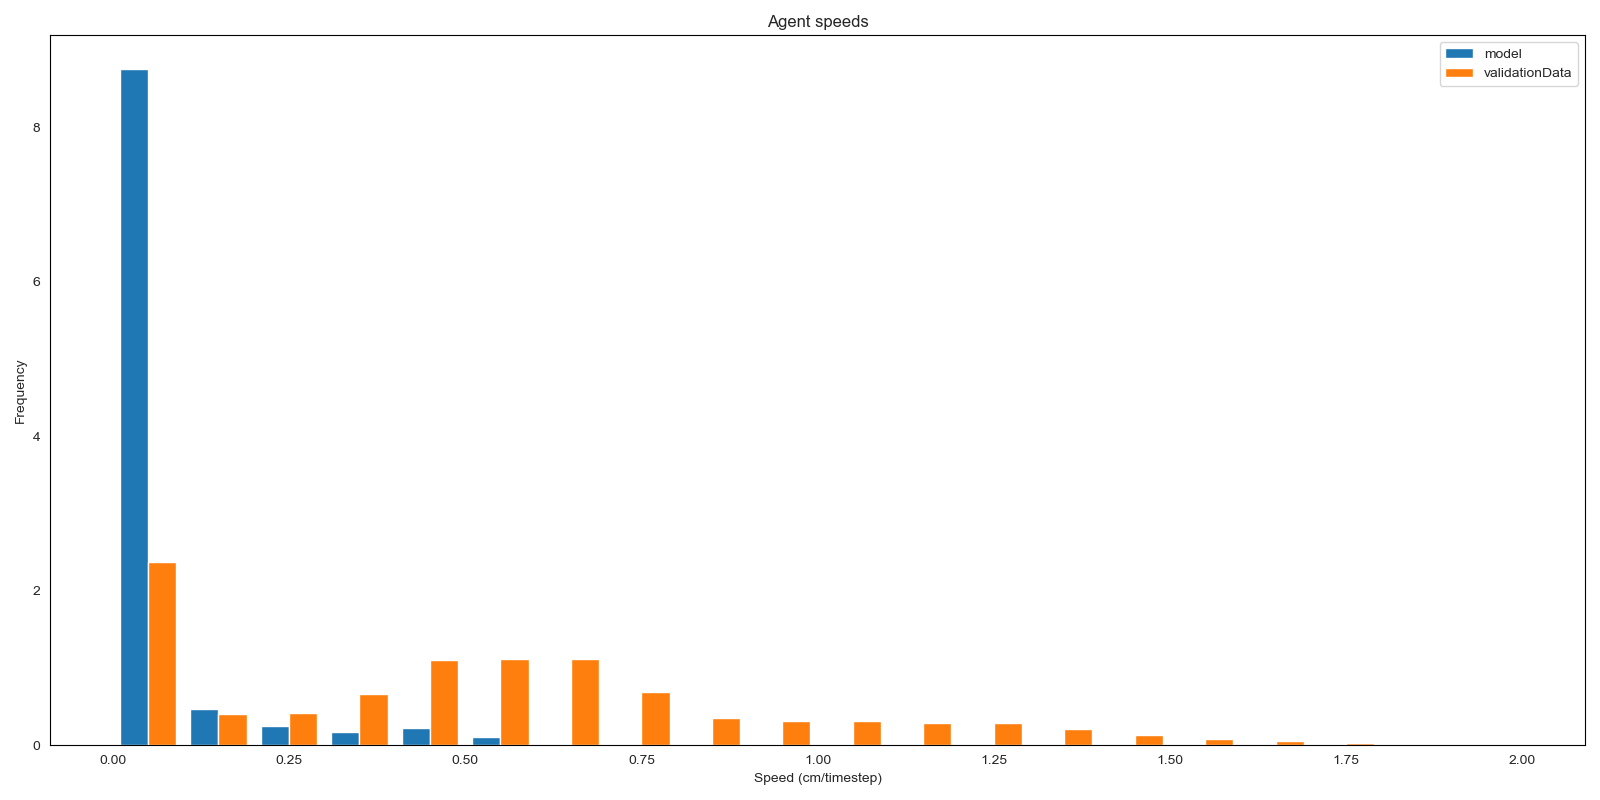 Agent speeds
model
validationData
8
6
4
2
0
Frequency
0.00 0.25 0.50 0.75 1.00 1.25 1.50 1.75 2.00
Speed (cm/timestep)